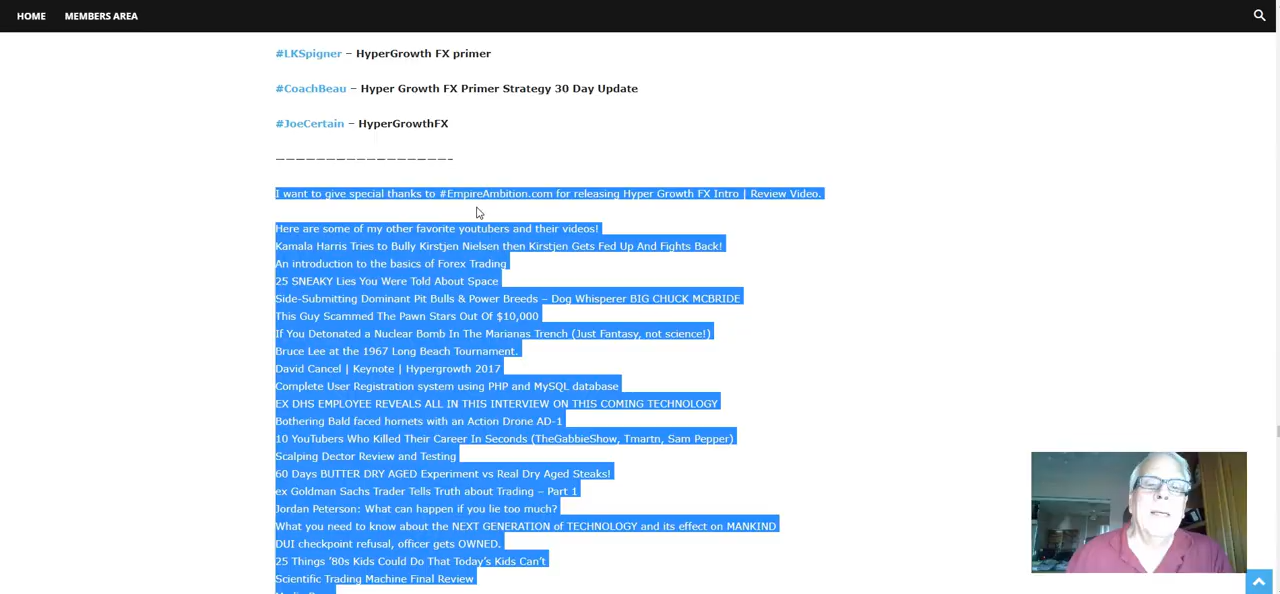 HOME MEMBERS AREA
#LKSpigner – HyperGrowth FX primer
#CoachBeau – Hyper Growth FX Primer Strategy 30 Day Update
#JoeCertain – HyperGrowthFX
—————————————————–
I want to give special thanks to #EmpireAmbition.com for releasing Hyper Growth FX Intro | Review Video.
Here are some of my other favorite youtubers and their videos!
Kamala Harris Tries to Bully Kirstjen Nielsen then Kirstjen Gets Fed Up And Fights Back!
An introduction to the basics of Forex Trading
25 SNEAKY Lies You Were Told About Space
Side-Submitting Dominant Pit Bulls & Power Breeds – Dog Whisperer BIG CHUCK MCBRIDE
This Guy Scammed The Pawn Stars Out Of $10,000
If You Detonated a Nuclear Bomb In The Marianas Trench (Just Fantasy, not science!)
Bruce Lee at the 1967 Long Beach Tournament.
David Cancel | Keynote | Hypergrowth 2017
Complete User Registration system using PHP and MySQL database
EX DHS EMPLOYEE REVEALS ALL IN THIS INTERVIEW ON THIS COMING TECHNOLOGY
Bothering Bald faced hornets with an Action Drone AD-1
10 YouTubers Who Killed Their Career In Seconds (TheGabbieShow, Tmartn, Sam Pepper)
Scalping Dector Review and Testing
60 Days BUTTER DRY AGED Experiment vs Real Dry Aged Steaks!
ex Goldman Sachs Trader Tells Truth about Trading – Part 1
Jordan Peterson: What can happen if you lie too much?
What you need to know about the NEXT GENERATION of TECHNOLOGY and its effect on MANKIND
DUI checkpoint refusal, officer gets OWNED.
25 Things ’80s Kids Could Do That Today’s Kids Can’t
Scientific Trading Machine Final Review